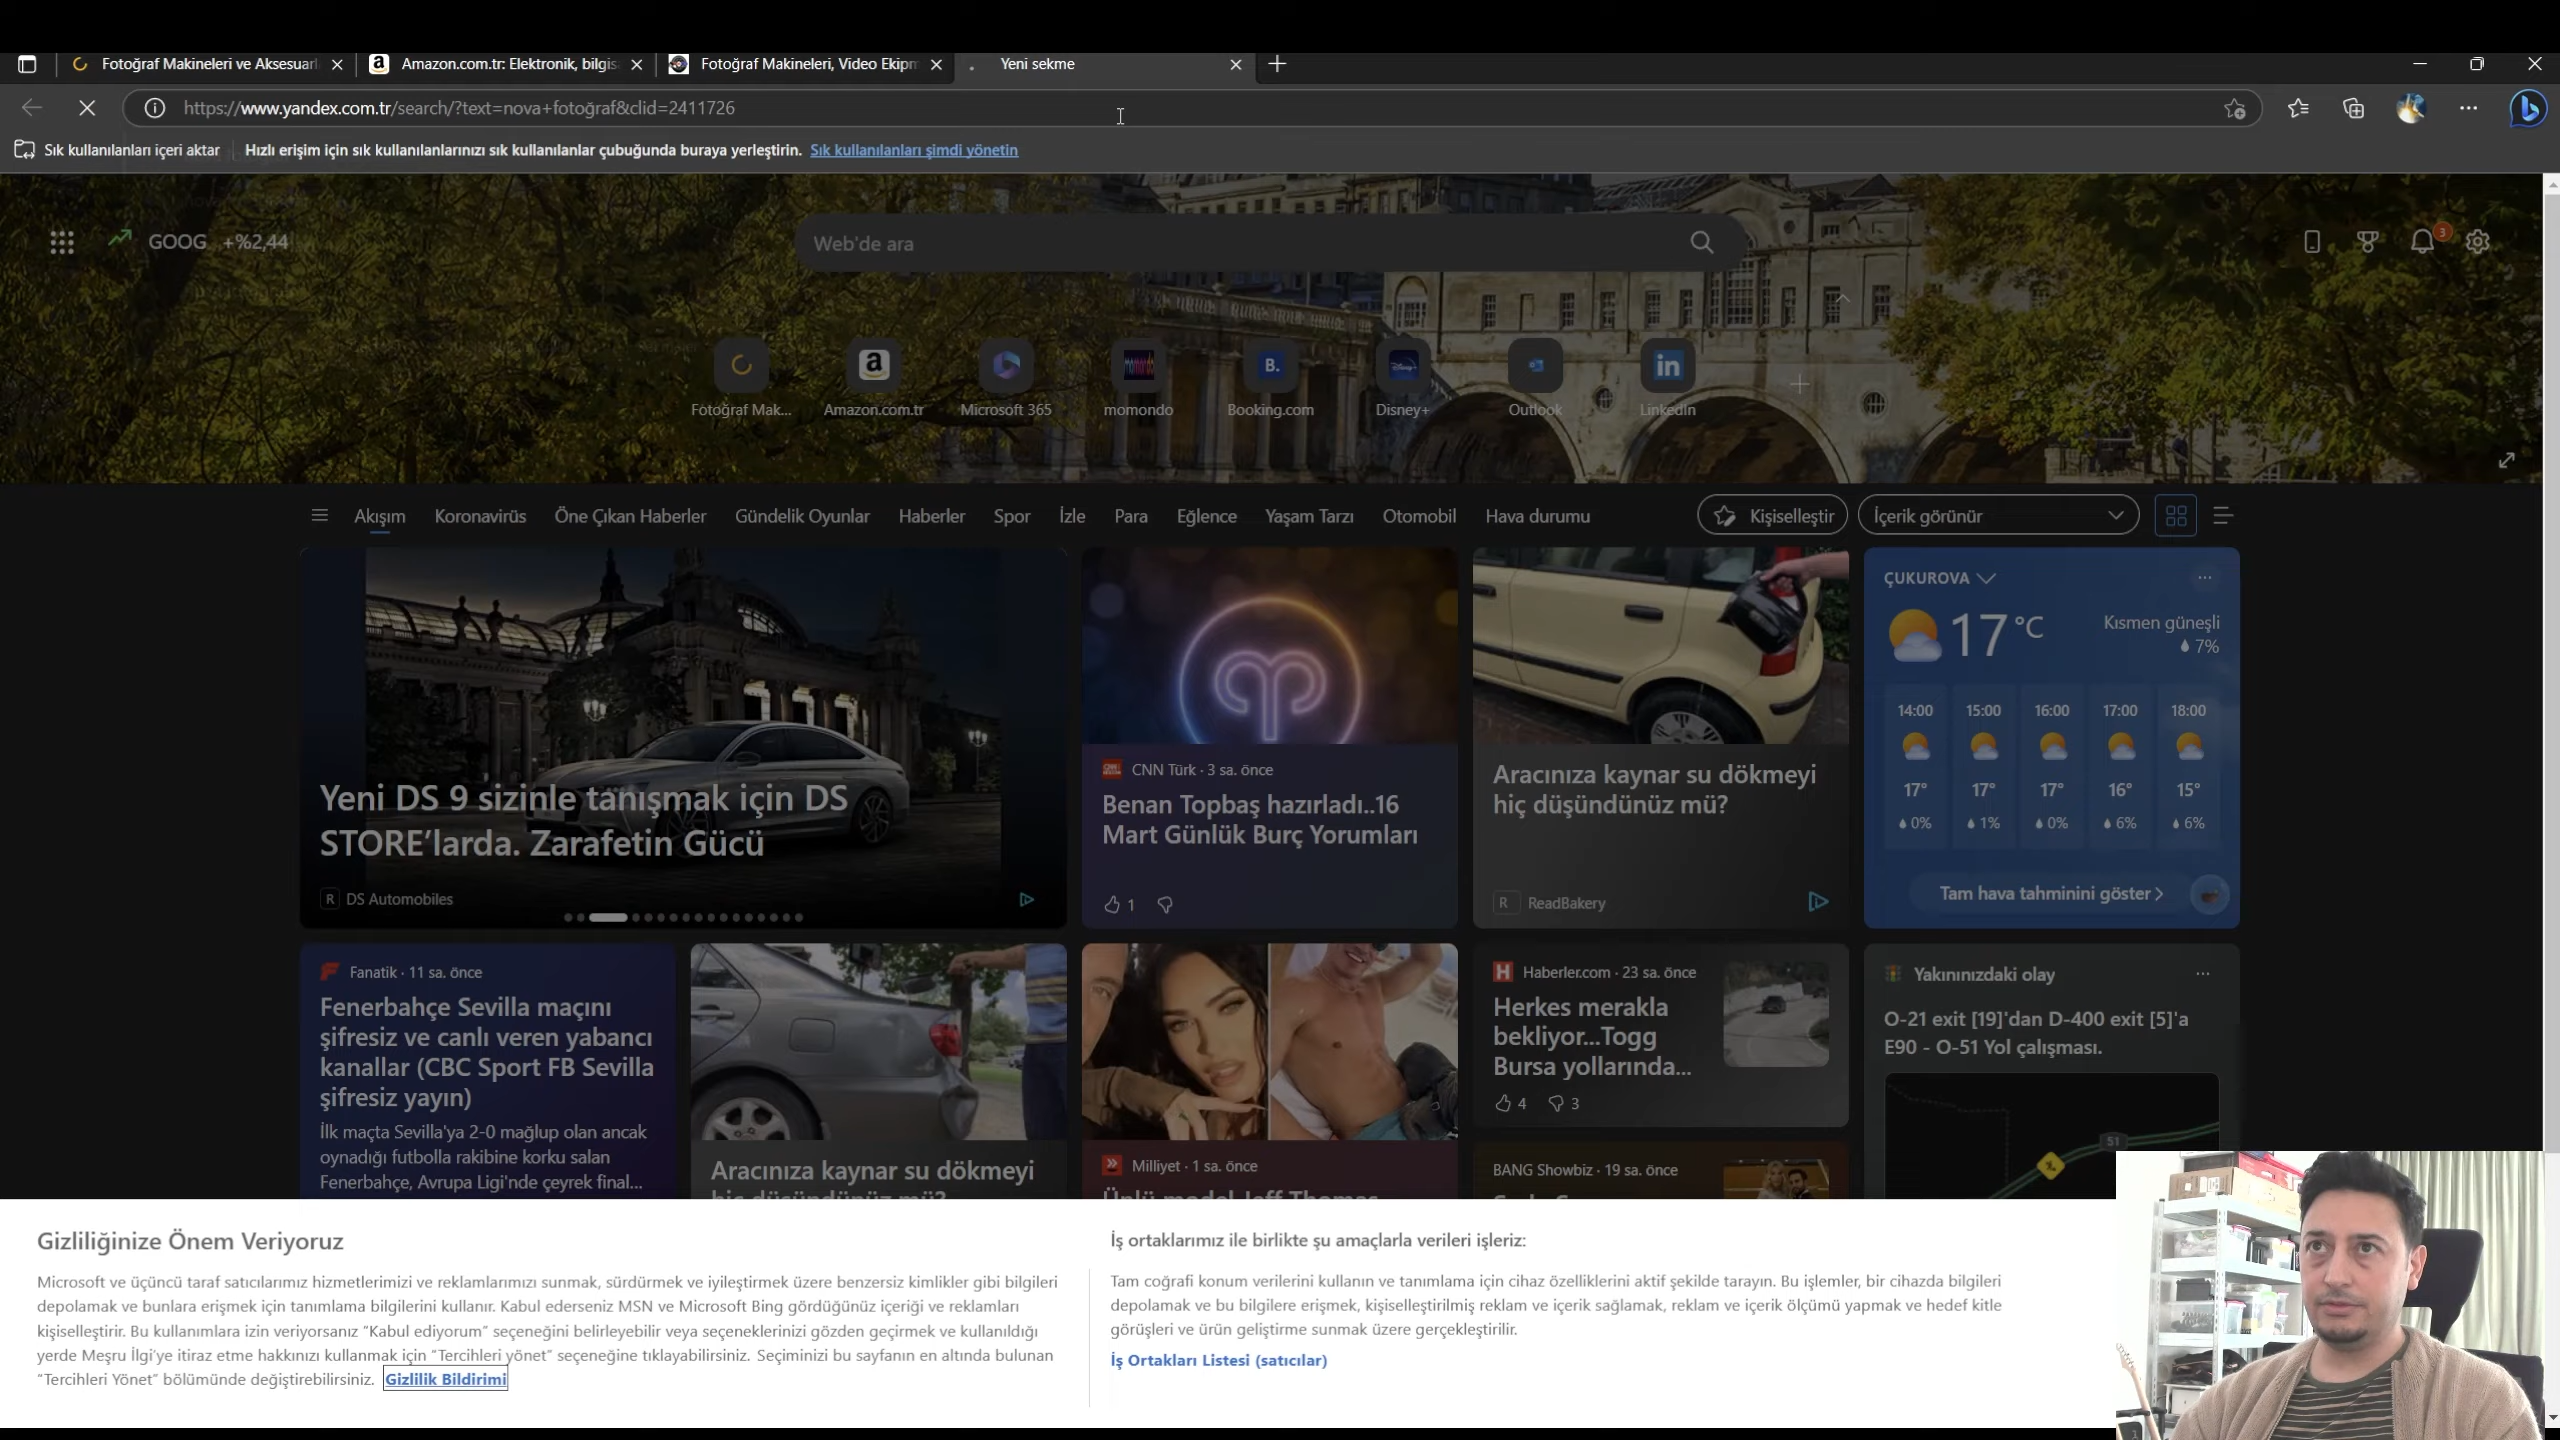 Fotoğraf Makineleri ve Aksesuarl
Amazon.com.tr: Elektronik, bilgis
Fotoğraf Makineleri, Video Ekipm
Yeni sekme
https://www.yandex.com.tr/search/?text=nova+fotoğraf&clid=2411726
Sık kullanılanları içeri aktar
Hızlı erişim için sık kullanılanlarınızı sık kullanılanlar çubuğunda buraya yerleştirin. Sık kullanılanları şimdi yönetin
GOOG +%2,44
Web'de ara
3
Fotoğraf Mak...
Amazon.com.tr
Microsoft 365
momondo
Booking.com
Disney+
Outlook
LinkedIn
Akışım
Koronavirüs
Öne Çıkan Haberler
Gündelik Oyunlar
Haberler
Spor
İzle
Para
Eğlence
Yaşam Tarzı
Otomobil
Hava durumu
Kişiselleştir
İçerik görünür
Yeni DS 9 sizinle tanışmak için DS
STORE’larda. Zarafetin Gücü
R DS Automobiles
CNN Türk · 3 sa. önce
Benan Topbaş hazırladı..16
Mart Günlük Burç Yorumları
1
Aracınıza kaynar su dökmeyi
hiç düşündünüz mü?
R ReadBakery
ÇUKUROVA
17 °C
Kısmen güneşli
7%
14:00 15:00 16:00 17:00 18:00
17° 17° 17° 16° 15°
0% 1% 0% 6% 6%
Tam hava tahminini göster
Fanatik · 11 sa. önce
Fenerbahçe Sevilla maçını
şifresiz ve canlı veren yabancı
kanallar (CBC Sport FB Sevilla
şifresiz yayın)
İlk maçta Sevilla'ya 2-0 mağlup olan ancak
oynadığı futbolla rakibine korku salan
Fenerbahçe, Avrupa Ligi'nde çeyrek final...
Aracınıza kaynar su dökmeyi
hiç düşündünüz mü?
Milliyet · 1 sa. önce
Ünlü model Jeff Thomas
Haberler.com · 23 sa. önce
Herkes merakla
bekliyor...Togg
Bursa yollarında...
4 3
BANG Showbiz · 19 sa. önce
Yakınınızdaki olay
O-21 exit [19]'dan D-400 exit [5]'a
E90 - O-51 Yol çalışması.
51
Gizliliğinize Önem Veriyoruz
Microsoft ve üçüncü taraf satıcılarımız hizmetlerimizi ve reklamlarımızı sunmak, sürdürmek ve iyileştirmek üzere benzersiz kimlikler gibi bilgileri
depolamak ve bunlara erişmek için tanımlama bilgilerini kullanır. Kabul ederseniz MSN ve Microsoft Bing gördüğünüz içeriği ve reklamları
kişiselleştirir. Bu kullanımlara izin veriyorsanız "Kabul ediyorum" seçeneğini belirleyebilir veya seçeneklerinizi gözden geçirmek ve kullanıldığı
yerde Meşru İlgi'ye itiraz etme hakkınızı kullanmak için "Tercihleri yönet" seçeneğine tıklayabilirsiniz. Seçiminizi bu sayfanın en altında bulunan
"Tercihleri Yönet" bölümünde değiştirebilirsiniz. Gizlilik Bildirimi
İş ortaklarımız ile birlikte şu amaçlarla verileri işleriz:
Tam coğrafi konum verilerini kullanın ve tanımlama için cihaz özelliklerini aktif şekilde tarayın. Bu işlemler, bir cihazda bilgileri
depolamak ve bu bilgilere erişmek, kişiselleştirilmiş reklam ve içerik sağlamak, reklam ve içerik ölçümü yapmak ve hedef kitle
görüşleri ve ürün geliştirme sunmak üzere gerçekleştirilir.
İş Ortakları Listesi (satıcılar)